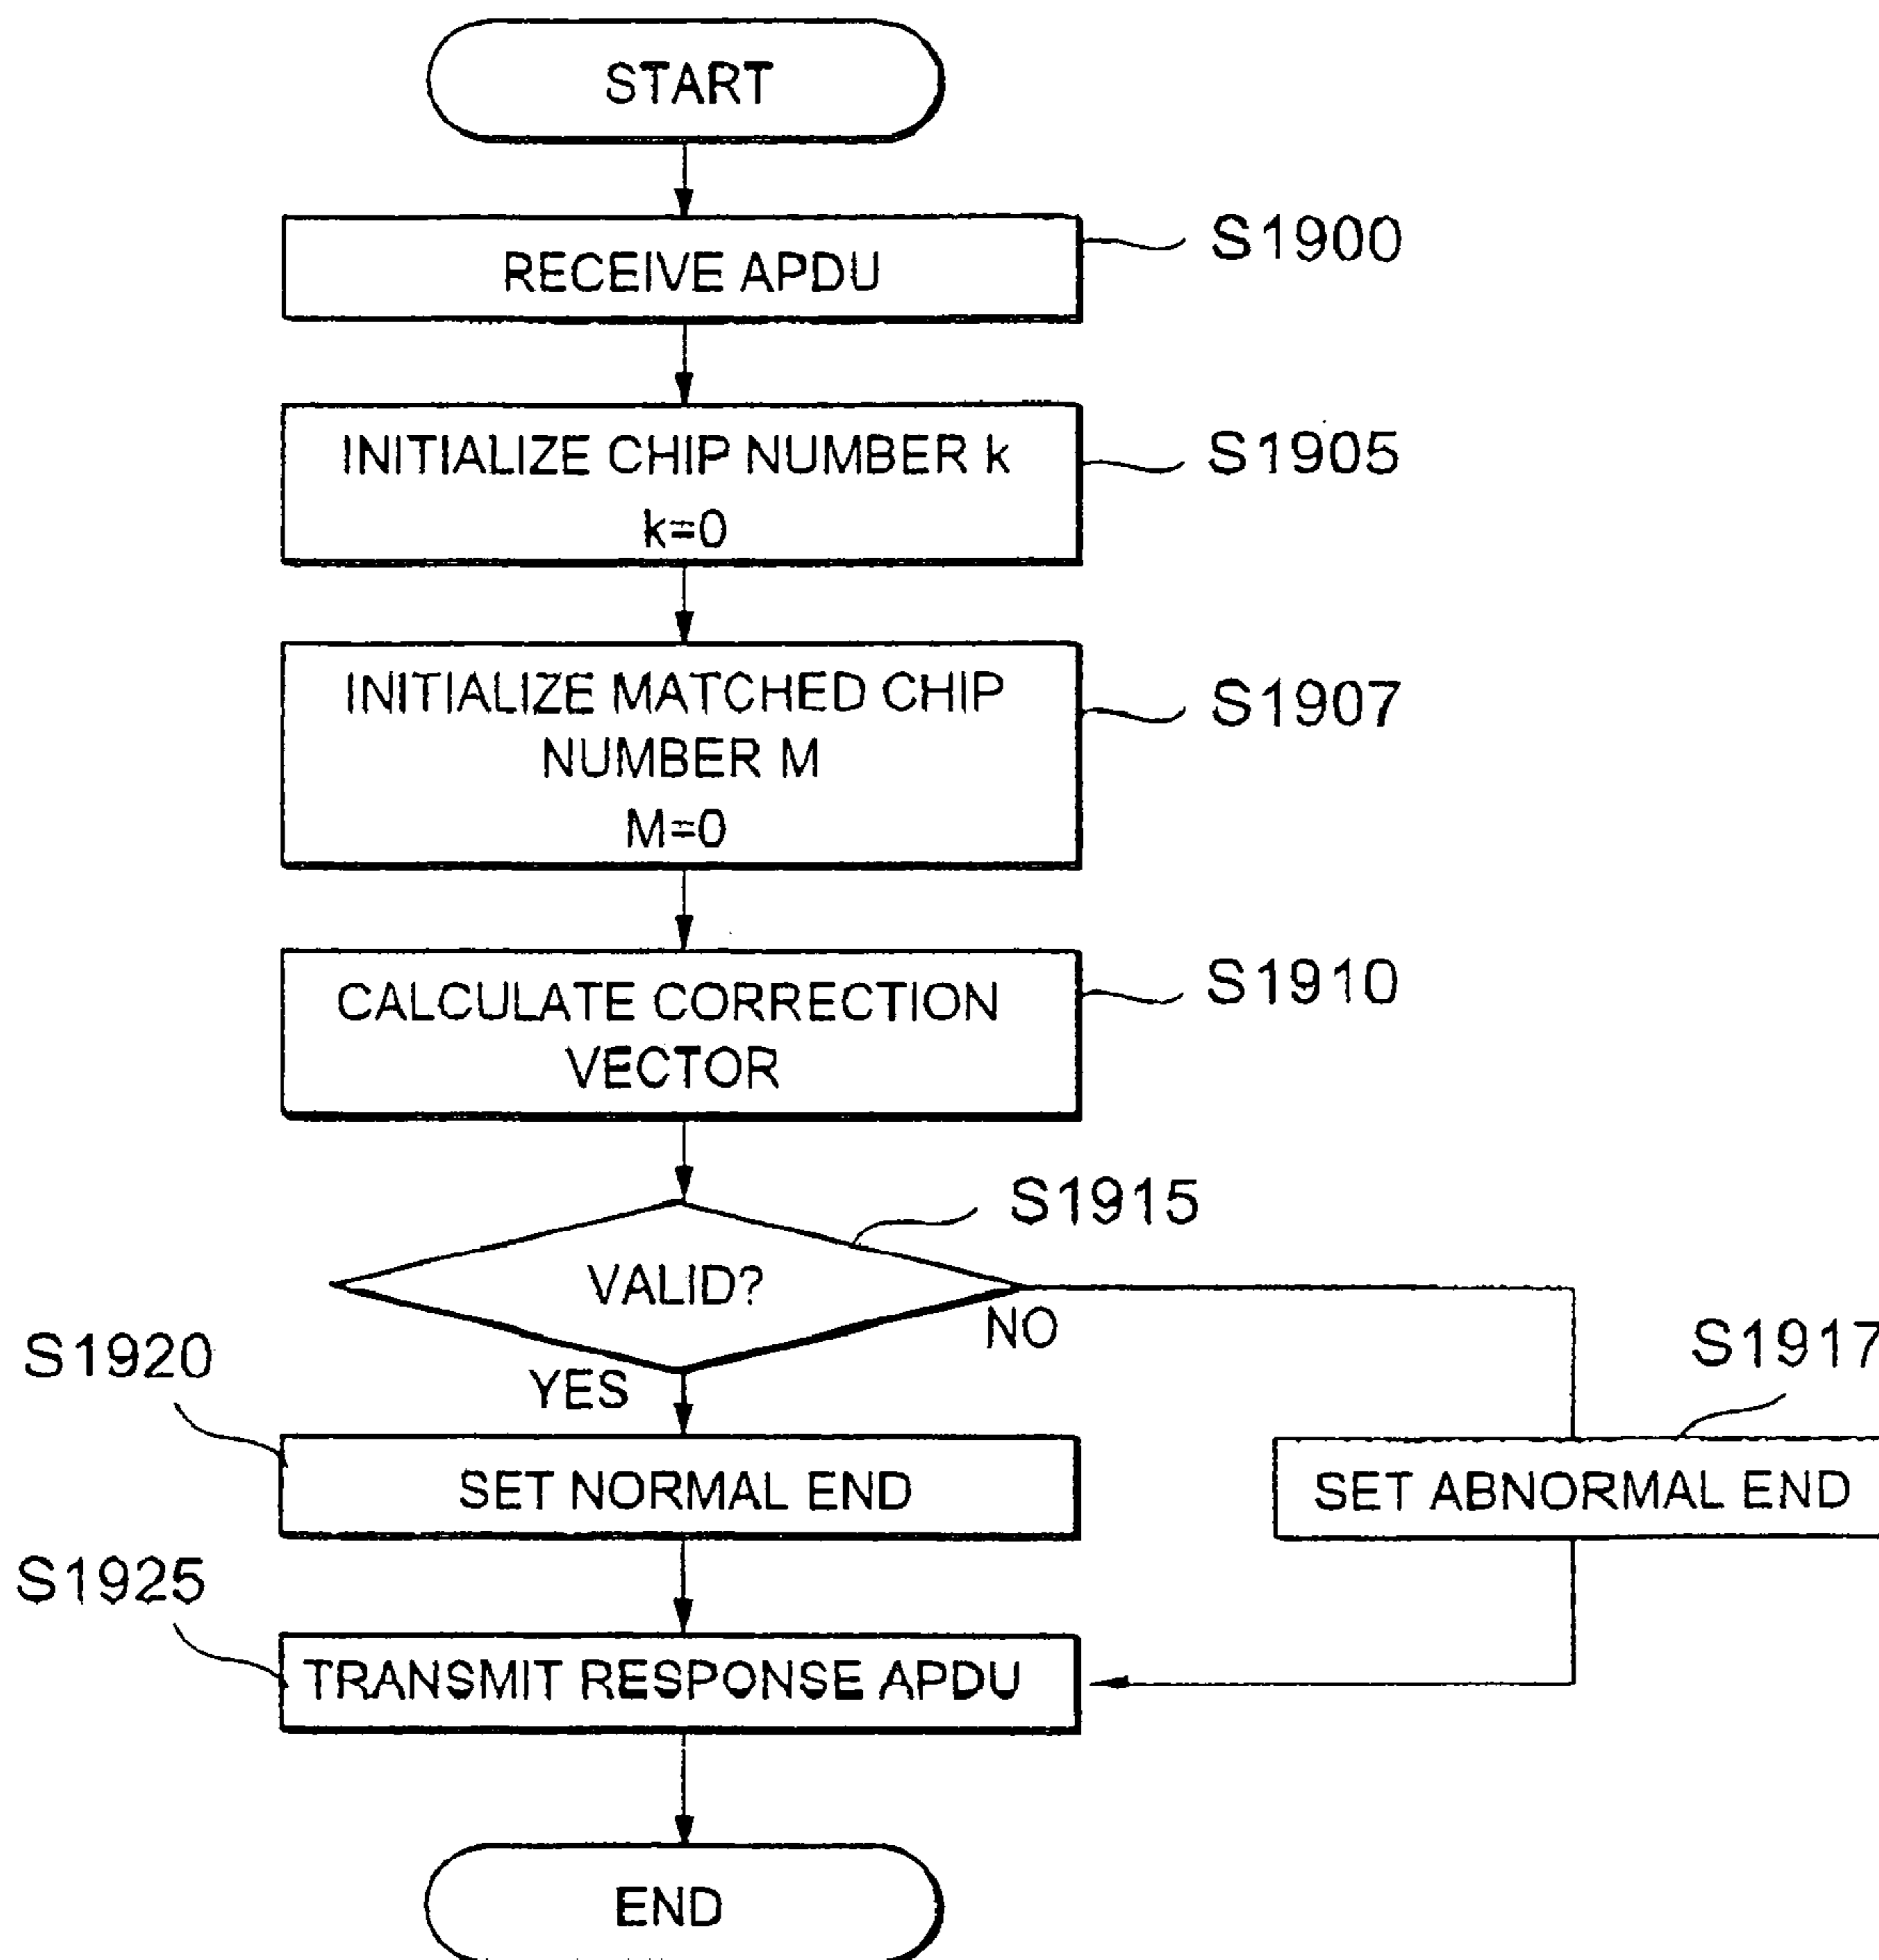 START
RECEIVE APDU
S1900
INITIALIZE CHIP NUMBER k
k=0
S1905
INITIALIZE MATCHED CHIP
NUMBER M
M=0
S1907
CALCULATE CORRECTION
VECTOR
S1910
VALID?
S1915
NO
YES
S1920
SET NORMAL END
S1917
SET ABNORMAL END
S1925
TRANSMIT RESPONSE APDU
END